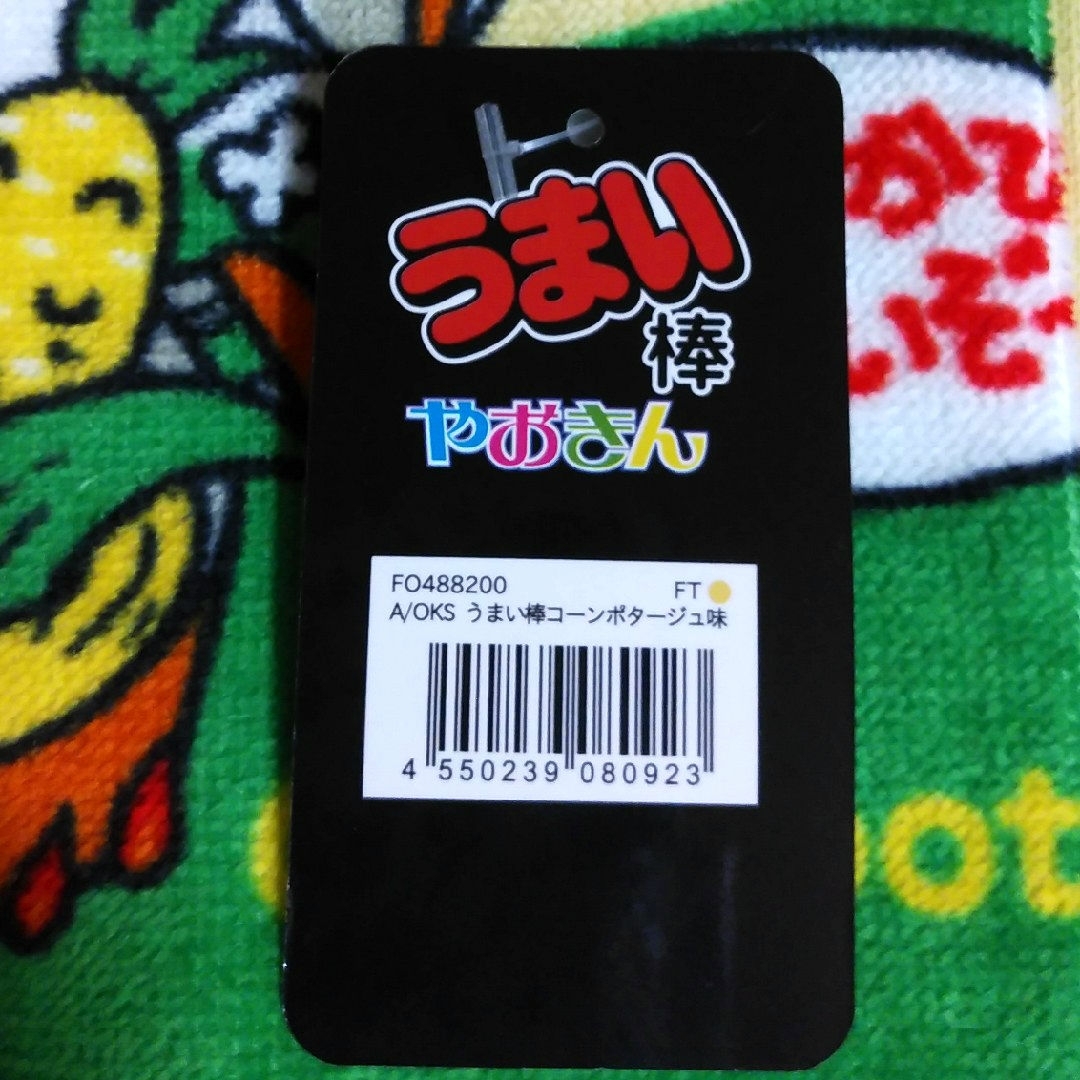 うまい
棒
やおきん
FO488200
FT
A/OKS うまい棒コーンポタージュ味
4 550239 080923
ot